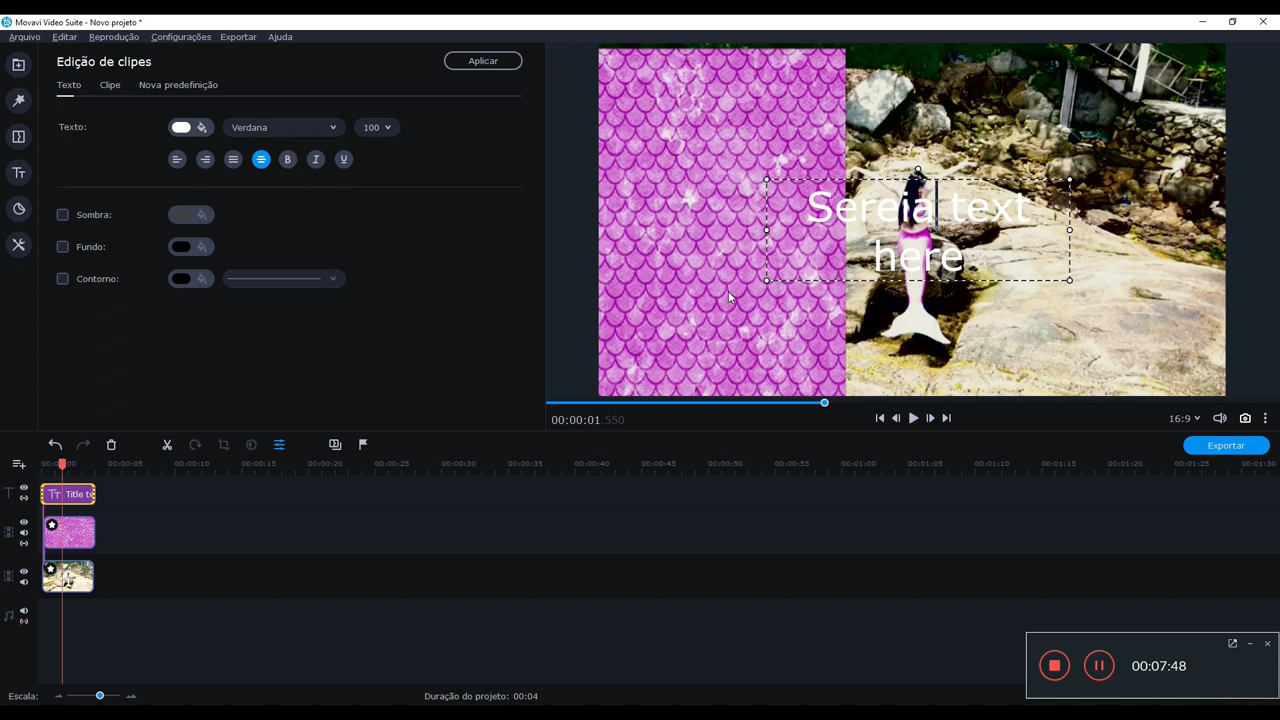 Movavi Video Suite - Novo projeto *
Arquivo Editar Reprodução Configurações Exportar Ajuda
Edição de clipes
Aplicar
Texto Clipe Nova predefinição
Texto: Verdana 100
B I U
Sombra:
Fundo:
Contorno:
Sereia text
here
00:00:01.550
16:9
Exportar
00:00:05 00:00:10 00:00:15 00:00:20 00:00:25 00:00:30 00:00:35 00:00:40 00:00:45 00:00:50 00:00:55 00:01:00 00:01:05 00:01:10 00:01:15 00:01:20 00:01:25 00:01:30
Tт Title te
00:07:48
Escala:
Duração do projeto: 00:04